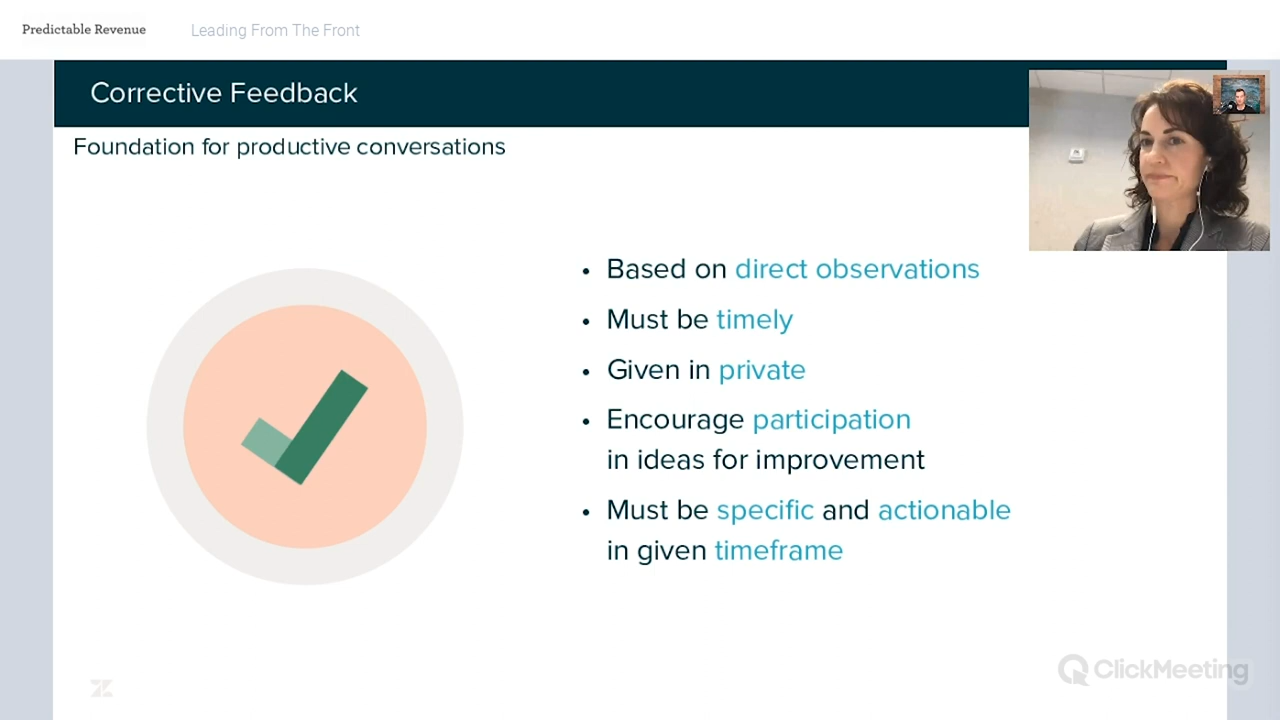 Predictable Revenue
Leading From The Front
Corrective Feedback
Foundation for productive conversations
• Based on direct observations
• Must be timely
• Given in private
• Encourage participation
in ideas for improvement
• Must be specific and actionable
in given timeframe
ClickMeeting